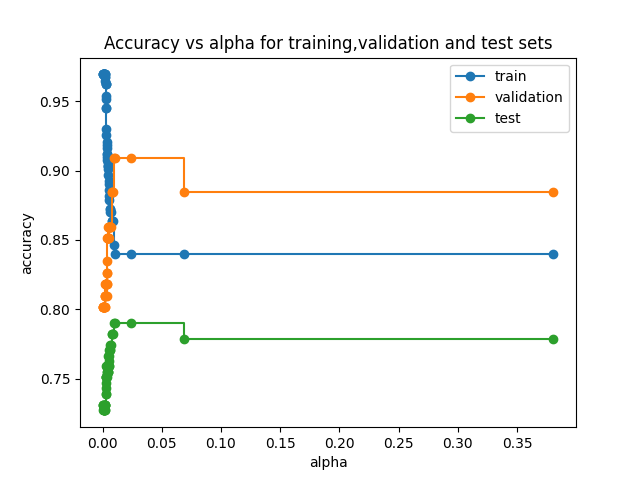 Accuracy vs alpha for training,validation and test sets
train
validation
test
0.95
0.90
0.85
0.80
0.75
accuracy
0.00 0.05 0.10 0.15 0.20 0.25 0.30 0.35
alpha